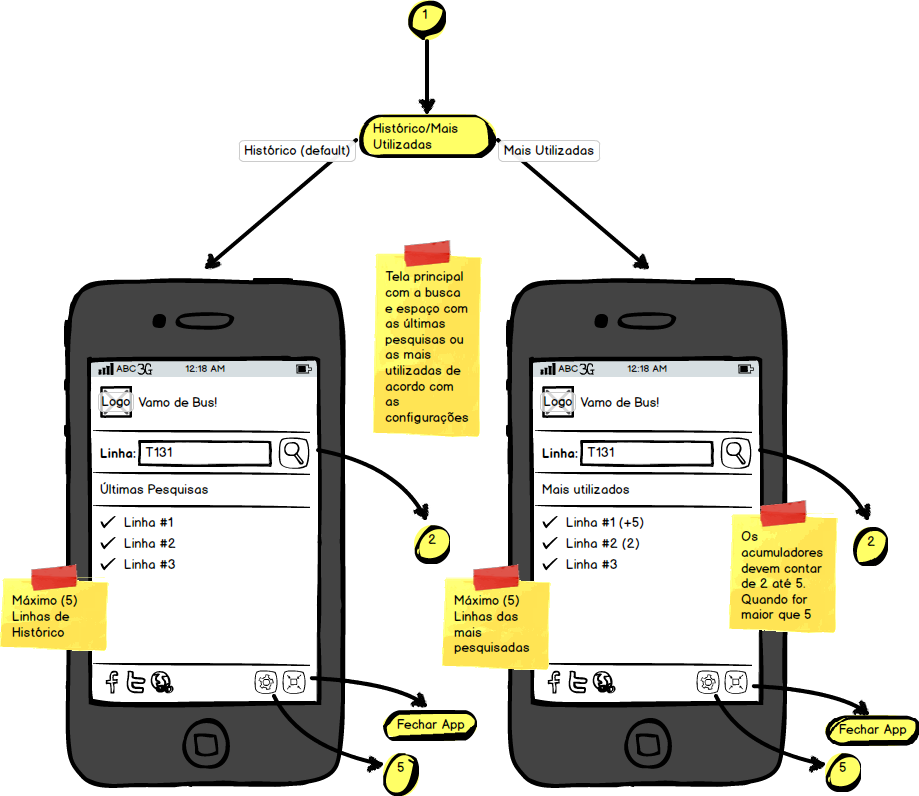 1
Histórico/Mais
Utilizadas
Histórico (default)
Mais Utilizadas
Tela principal
com a busca
e espaço com
as últimas
pesquisas ou
as mais
utilizadas de
acordo com
as
configurações
ABC 3G 12:18 AM
Logo Vamo de Bus!
Linha: T131
Últimas Pesquisas
Linha #1
Linha #2
Linha #3
2
Máximo (5)
Linhas de
Histórico
Fechar App
5
ABC 3G 12:18 AM
Logo Vamo de Bus!
Linha: T131
Mais utilizados
Linha #1 (+5)
Linha #2 (2)
Linha #3
2
Os
acumuladores
devem contar
de 2 até 5.
Quando for
maior que 5
Máximo (5)
Linhas das
mais
pesquisadas
Fechar App
5